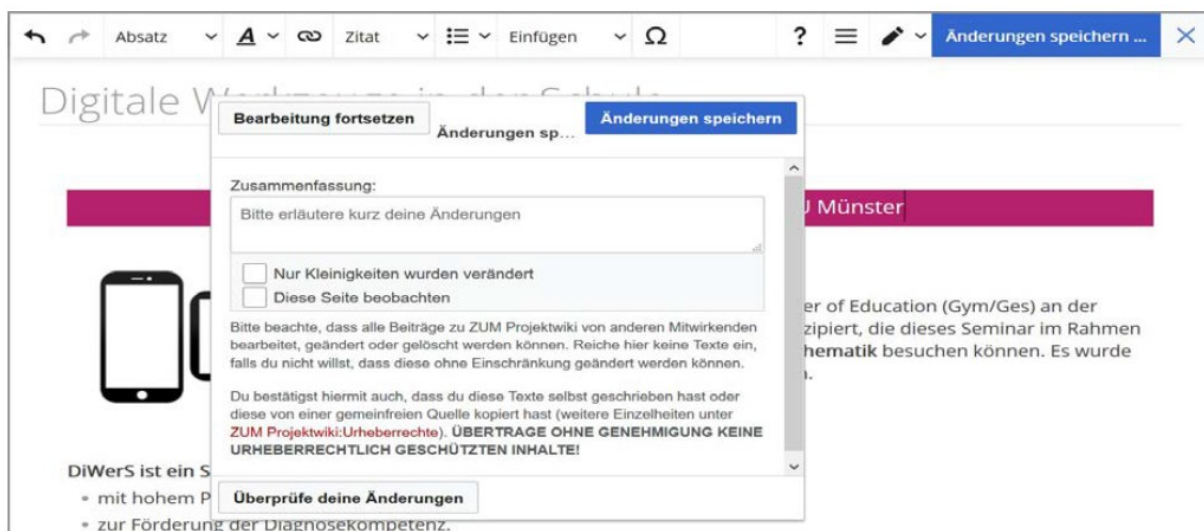 Absatz A Zitat Einfügen Ω ? Änderungen speichern ...
Digitale
Bearbeitung fortsetzen Änderungen sp... Änderungen speichern
Zusammenfassung:
Bitte erläutere kurz deine Änderungen
Münster
Nur Kleinigkeiten wurden verändert
Diese Seite beobachten
er of Education (Gym/Ges) an der
zipiert, die dieses Seminar im Rahmen
hematik besuchen können. Es wurde
Bitte beachte, dass alle Beiträge zu ZUM Projektwiki von anderen Mitwirkenden
bearbeitet, geändert oder gelöscht werden können. Reiche hier keine Texte ein,
falls du nicht willst, dass diese ohne Einschränkung geändert werden können.
Du bestätigst hiermit auch, dass du diese Texte selbst geschrieben hast oder
diese von einer gemeinfreien Quelle kopiert hast (weitere Einzelheiten unter
ZUM Projektwiki:Urheberrechte). ÜBERTRAGE OHNE GENEHMIGUNG KEINE
URHEBERRECHTLICH GESCHÜTZTEN INHALTE!
DiWerS ist ein S
mit hohem P
Überprüfe deine Änderungen
zur Förderung der Diagnosekompetenz.